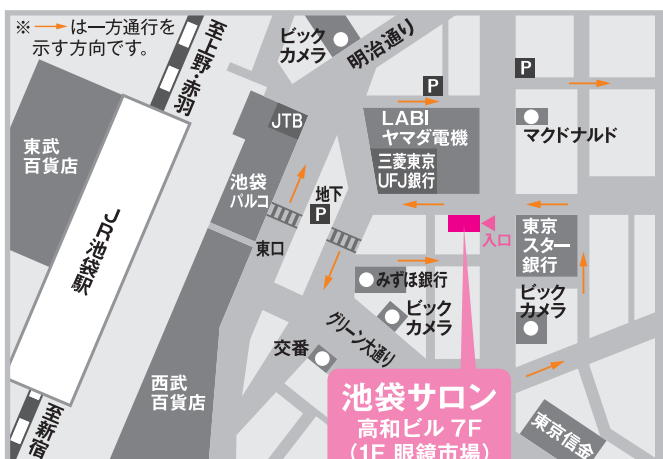 ※→は一方通行を
示す方向です。
至上野・赤羽
ビック
カメラ
明治通り
P
P
東武
百貨店
JTB
LABI
ヤマダ電機
マクドナルド
三菱東京
UFJ銀行
池袋
パルコ
地下
P
JR池袋駅
東口
入口
東京
スター
銀行
みずほ銀行
ビック
カメラ
ビック
カメラ
グリーン大通り
交番
西武
百貨店
池袋サロン
高和ビル 7F
(1F 眼鏡市場)
東京信金
至新宿